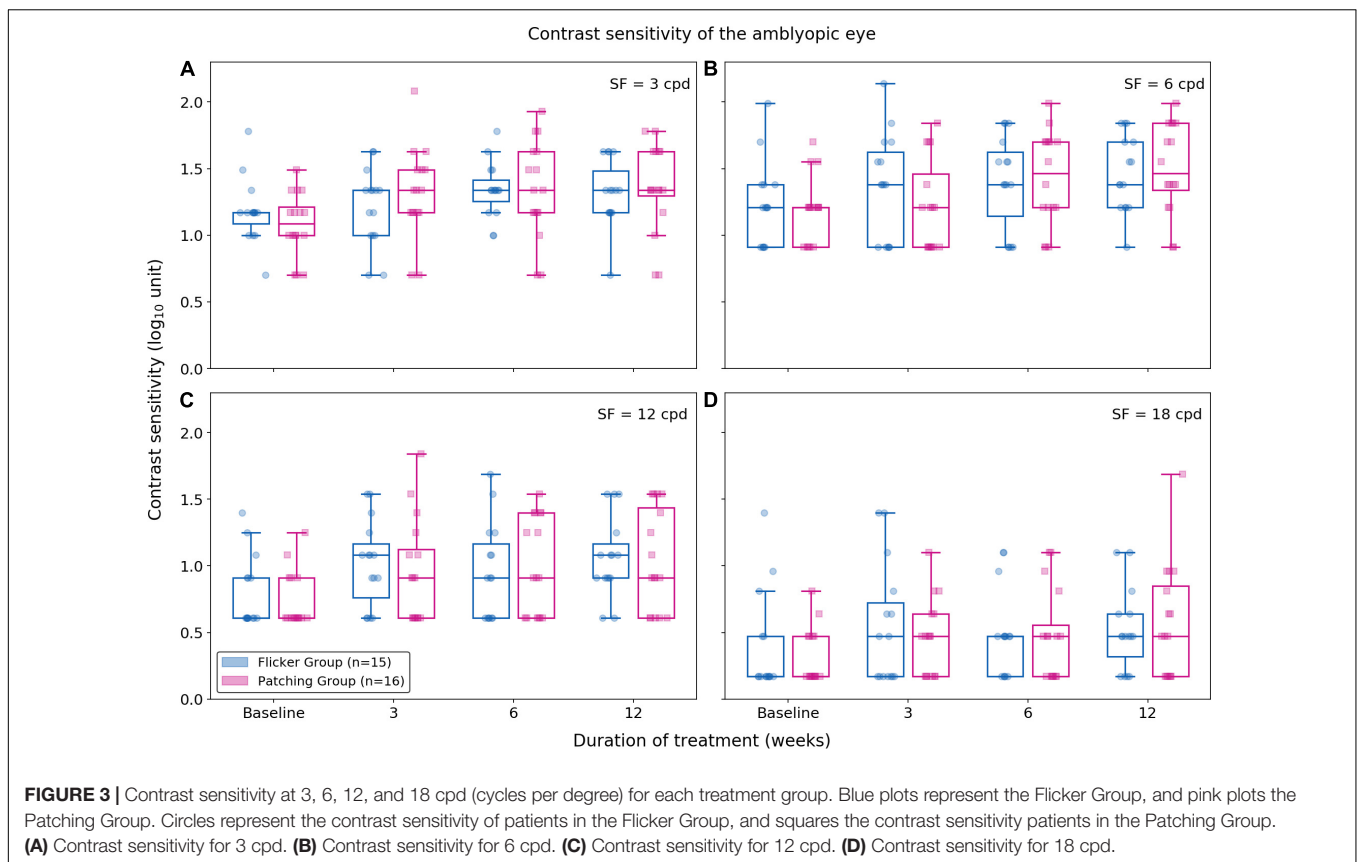 Contrast sensitivity of the amblyopic eye
A
SF = 3 cpd
B
SF = 6 cpd
2.0
1.5
1.0
0.5
0.0
C
SF = 12 cpd
D
SF = 18 cpd
2.0
1.5
1.0
0.5
0.0
Contrast sensitivity (log₁₀ unit)
Flicker Group (n=15)
Patching Group (n=16)
Baseline 3 6 12
Baseline 3 6 12
Duration of treatment (weeks)
FIGURE 3 | Contrast sensitivity at 3, 6, 12, and 18 cpd (cycles per degree) for each treatment group. Blue plots represent the Flicker Group, and pink plots the
Patching Group. Circles represent the contrast sensitivity of patients in the Flicker Group, and squares the contrast sensitivity patients in the Patching Group.
(A) Contrast sensitivity for 3 cpd. (B) Contrast sensitivity for 6 cpd. (C) Contrast sensitivity for 12 cpd. (D) Contrast sensitivity for 18 cpd.